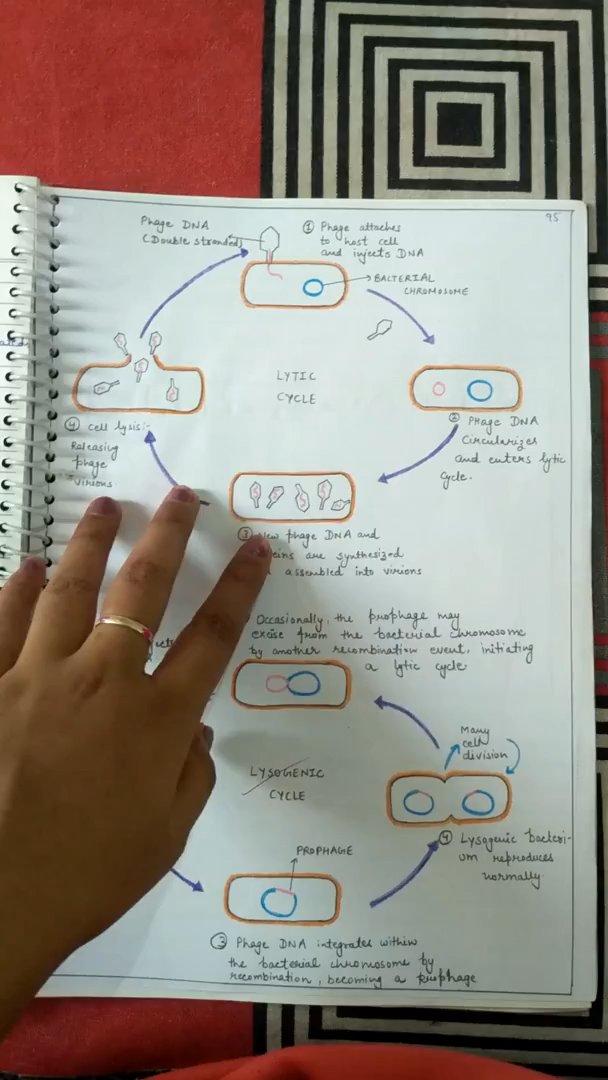 95
Phage DNA
(Double stranded)
① Phage attaches
to host cell
and injects DNA
BACTERIAL
CHROMOSOME
LYTIC
CYCLE
② Phage DNA
Circularizes
and enters lytic
cycle.
③ New phage DNA and
are synthesized
assembled into virions
④ Cell lysis:-
Releasing
phage
virions
Occasionally, the prophage may
excise from the bacterial chromosome
by another recombination event, initiating
a lytic cycle
Many
cell
division
LYSOGENIC
CYCLE
④ Lysogenic bacteri-
um reproduces
normally.
PROPHAGE
③ Phage DNA integrates within
the bacterial chromosome by
recombination, becoming a prophage